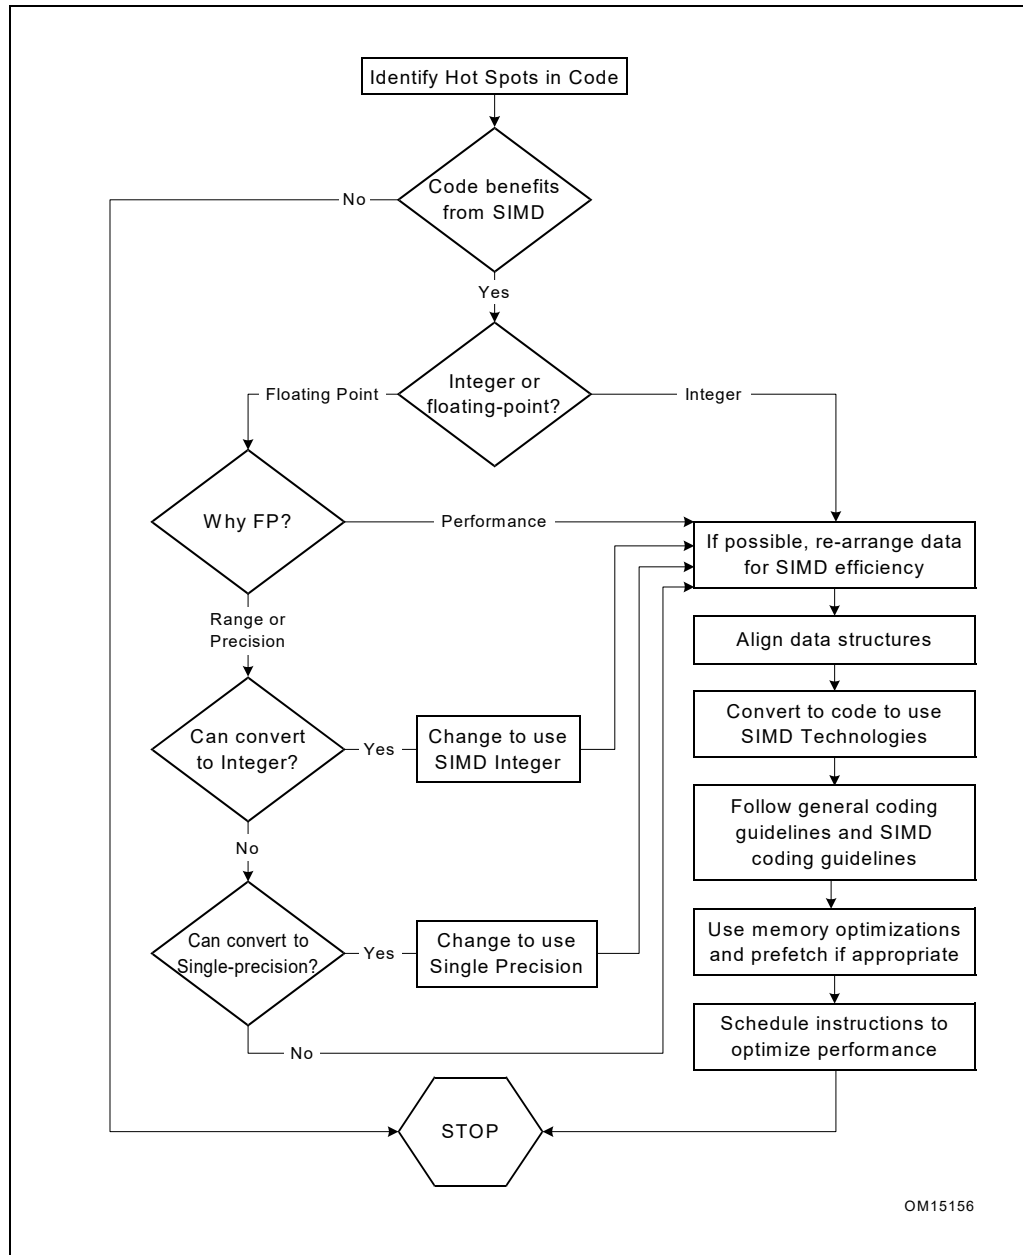 Identify Hot Spots in Code
Code benefits
from SIMD
No
Yes
Integer or
floating-point?
Floating Point
Integer
Why FP?
Performance
If possible, re-arrange data
for SIMD efficiency
Range or
Precision
Align data structures
Can convert
to Integer?
Yes
Change to use
SIMD Integer
Convert to code to use
SIMD Technologies
No
Follow general coding
guidelines and SIMD
coding guidelines
Can convert to
Single-precision?
Yes
Change to use
Single Precision
Use memory optimizations
and prefetch if appropriate
No
Schedule instructions to
optimize performance
STOP
OM15156